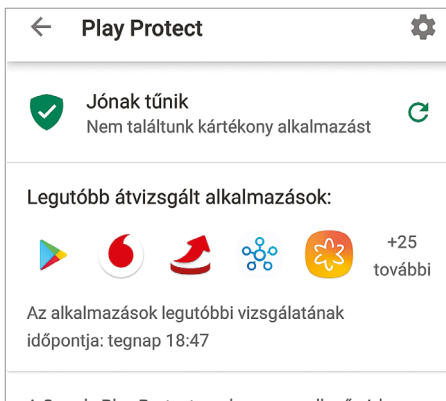 Play Protect
Jónak tűnik
Nem találtunk kártékony alkalmazást
Legutóbb átvizsgált alkalmazások:
+25
további
Az alkalmazások legutóbbi vizsgálatának
időpontja: tegnap 18:47